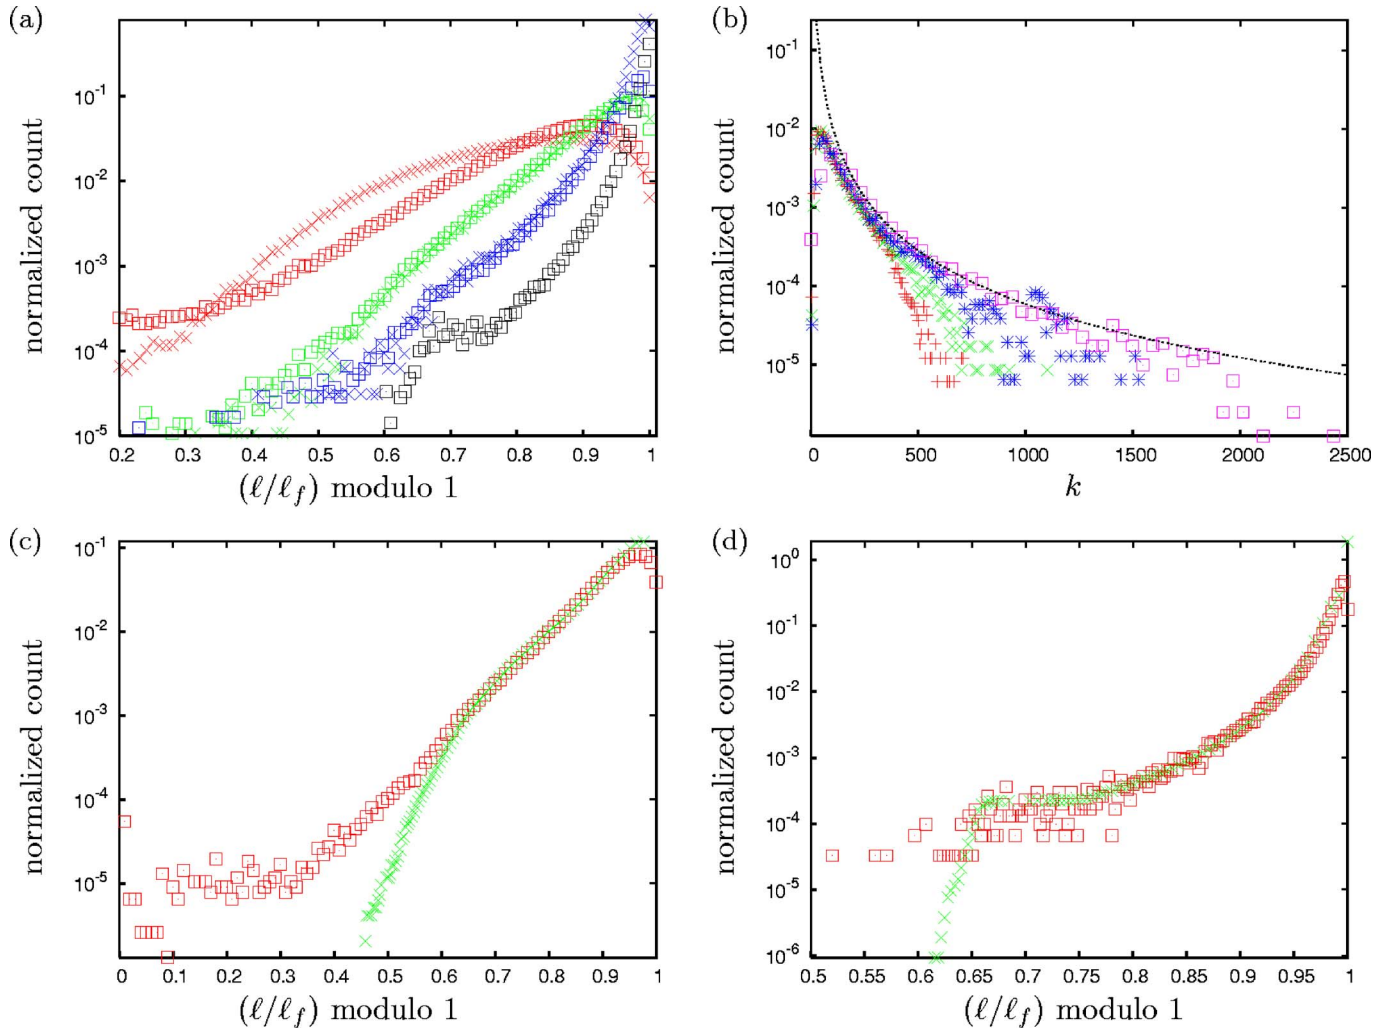 (a)
normalized count
10^-1
10^-2
10^-3
10^-4
10^-5
0.2 0.3 0.4 0.5 0.6 0.7 0.8 0.9 1
(ℓ/ℓ_f) modulo 1
(b)
normalized count
10^-1
10^-2
10^-3
10^-4
10^-5
0 500 1000 1500 2000 2500
k
(c)
normalized count
10^-1
10^-2
10^-3
10^-4
10^-5
0 0.1 0.2 0.3 0.4 0.5 0.6 0.7 0.8 0.9 1
(ℓ/ℓ_f) modulo 1
(d)
normalized count
10^0
10^-1
10^-2
10^-3
10^-4
10^-5
10^-6
0.5 0.55 0.6 0.65 0.7 0.75 0.8 0.85 0.9 0.95 1
(ℓ/ℓ_f) modulo 1